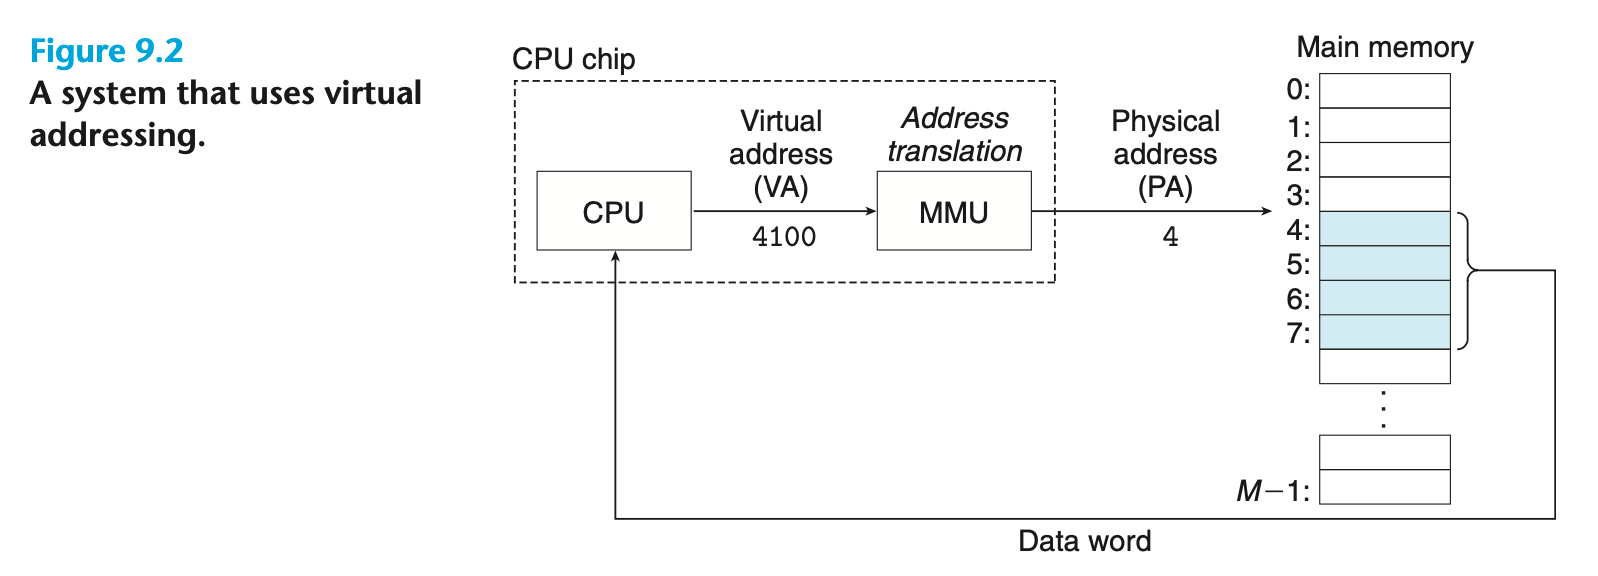 Figure 9.2
A system that uses virtual
addressing.
CPU chip
Main memory
Virtual
address
(VA)
Address
translation
Physical
address
(PA)
CPU
MMU
4100
4
0:
1:
2:
3:
4:
5:
6:
7:
M−1:
Data word